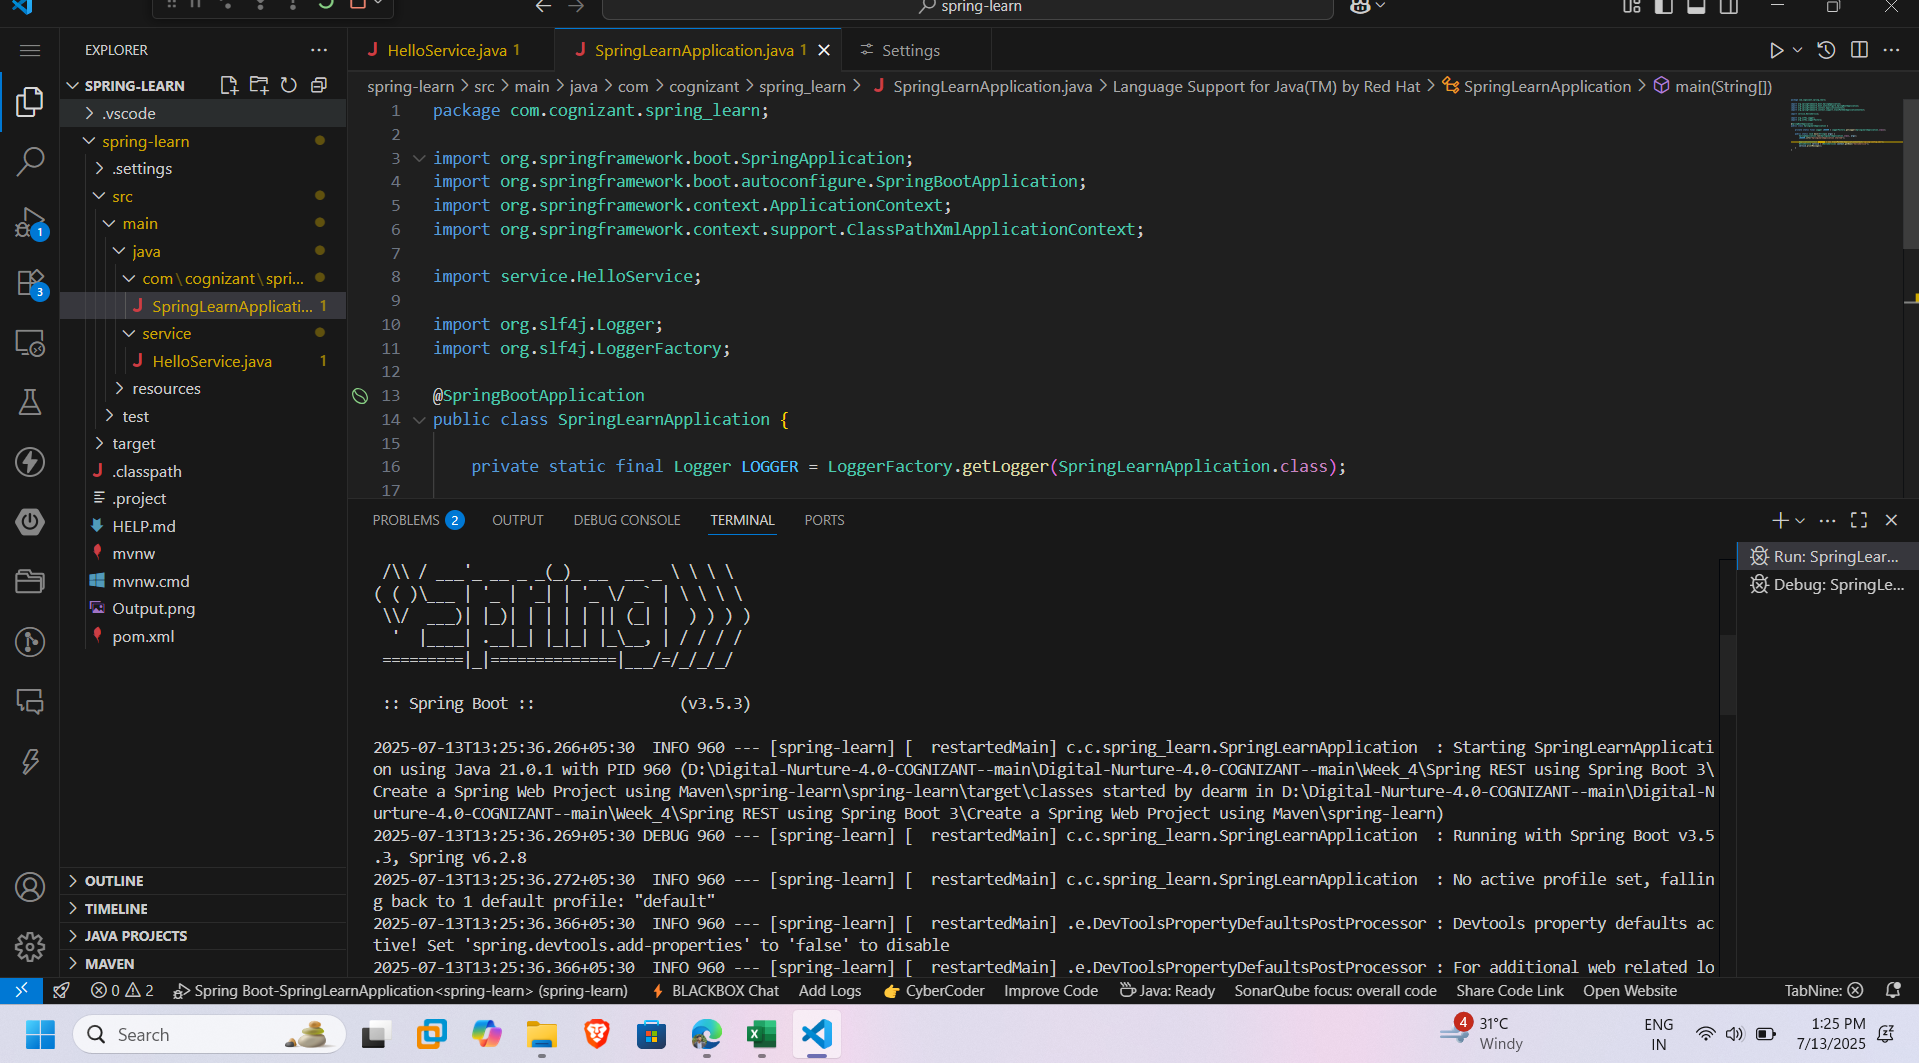 spring-learn
EXPLORER
SPRING-LEARN
.vscode
spring-learn
.settings
src
main
java
com\cognizant\spri...
SpringLearnApplicati... 1
service
HelloService.java 1
resources
test
target
.classpath
.project
HELP.md
mvnw
mvnw.cmd
Output.png
pom.xml
OUTLINE
TIMELINE
JAVA PROJECTS
MAVEN
1
3
HelloService.java 1
SpringLearnApplication.java 1
Settings
spring-learn > src > main > java > com > cognizant > spring_learn > SpringLearnApplication.java > Language Support for Java(TM) by Red Hat > SpringLearnApplication > main(String[])
1 package com.cognizant.spring_learn;
2
3 import org.springframework.boot.SpringApplication;
4 import org.springframework.boot.autoconfigure.SpringBootApplication;
5 import org.springframework.context.ApplicationContext;
6 import org.springframework.context.support.ClassPathXmlApplicationContext;
7
8 import service.HelloService;
9
10 import org.slf4j.Logger;
11 import org.slf4j.LoggerFactory;
12
13 @SpringBootApplication
14 public class SpringLearnApplication {
15
16 private static final Logger LOGGER = LoggerFactory.getLogger(SpringLearnApplication.class);
17
PROBLEMS 2 OUTPUT DEBUG CONSOLE TERMINAL PORTS
Run: SpringLear...
Debug: SpringLe...
 /\\ / ___'_ __ _ _(_)_ __  __ _ \ \ \ \
( ( )\___ | '_ | '_| | '_ \/ _` | \ \ \ \
 \\/  ___)| |_)| | | | | || (_| |  ) ) ) )
  '  |____| .__|_| |_|_| |_\__, | / / / /
 =========|_|==============|___/=/_/_/_/
 :: Spring Boot ::                (v3.5.3)
2025-07-13T13:25:36.266+05:30  INFO 960 --- [spring-learn] [  restartedMain] c.c.spring_learn.SpringLearnApplication  : Starting SpringLearnApplicati
on using Java 21.0.1 with PID 960 (D:\Digital-Nurture-4.0-COGNIZANT--main\Digital-Nurture-4.0-COGNIZANT--main\Week_4\Spring REST using Spring Boot 3\
Create a Spring Web Project using Maven\spring-learn\spring-learn\target\classes started by dearm in D:\Digital-Nurture-4.0-COGNIZANT--main\Digital-N
urture-4.0-COGNIZANT--main\Week_4\Spring REST using Spring Boot 3\Create a Spring Web Project using Maven\spring-learn)
2025-07-13T13:25:36.269+05:30 DEBUG 960 --- [spring-learn] [  restartedMain] c.c.spring_learn.SpringLearnApplication  : Running with Spring Boot v3.5
.3, Spring v6.2.8
2025-07-13T13:25:36.272+05:30  INFO 960 --- [spring-learn] [  restartedMain] c.c.spring_learn.SpringLearnApplication  : No active profile set, fallin
g back to 1 default profile: "default"
2025-07-13T13:25:36.366+05:30  INFO 960 --- [spring-learn] [  restartedMain] .e.DevToolsPropertyDefaultsPostProcessor : Devtools property defaults ac
tive! Set 'spring.devtools.add-properties' to 'false' to disable
2025-07-13T13:25:36.366+05:30  INFO 960 --- [spring-learn] [  restartedMain] .e.DevToolsPropertyDefaultsPostProcessor : For additional web related lo
0 2 Spring Boot-SpringLearnApplication<spring-learn> (spring-learn) BLACKBOX Chat Add Logs CyberCoder Improve Code Java: Ready SonarQube focus: overall code Share Code Link Open Website TabNine:
Search
4
31°C
Windy
ENG
IN
1:25 PM
7/13/2025